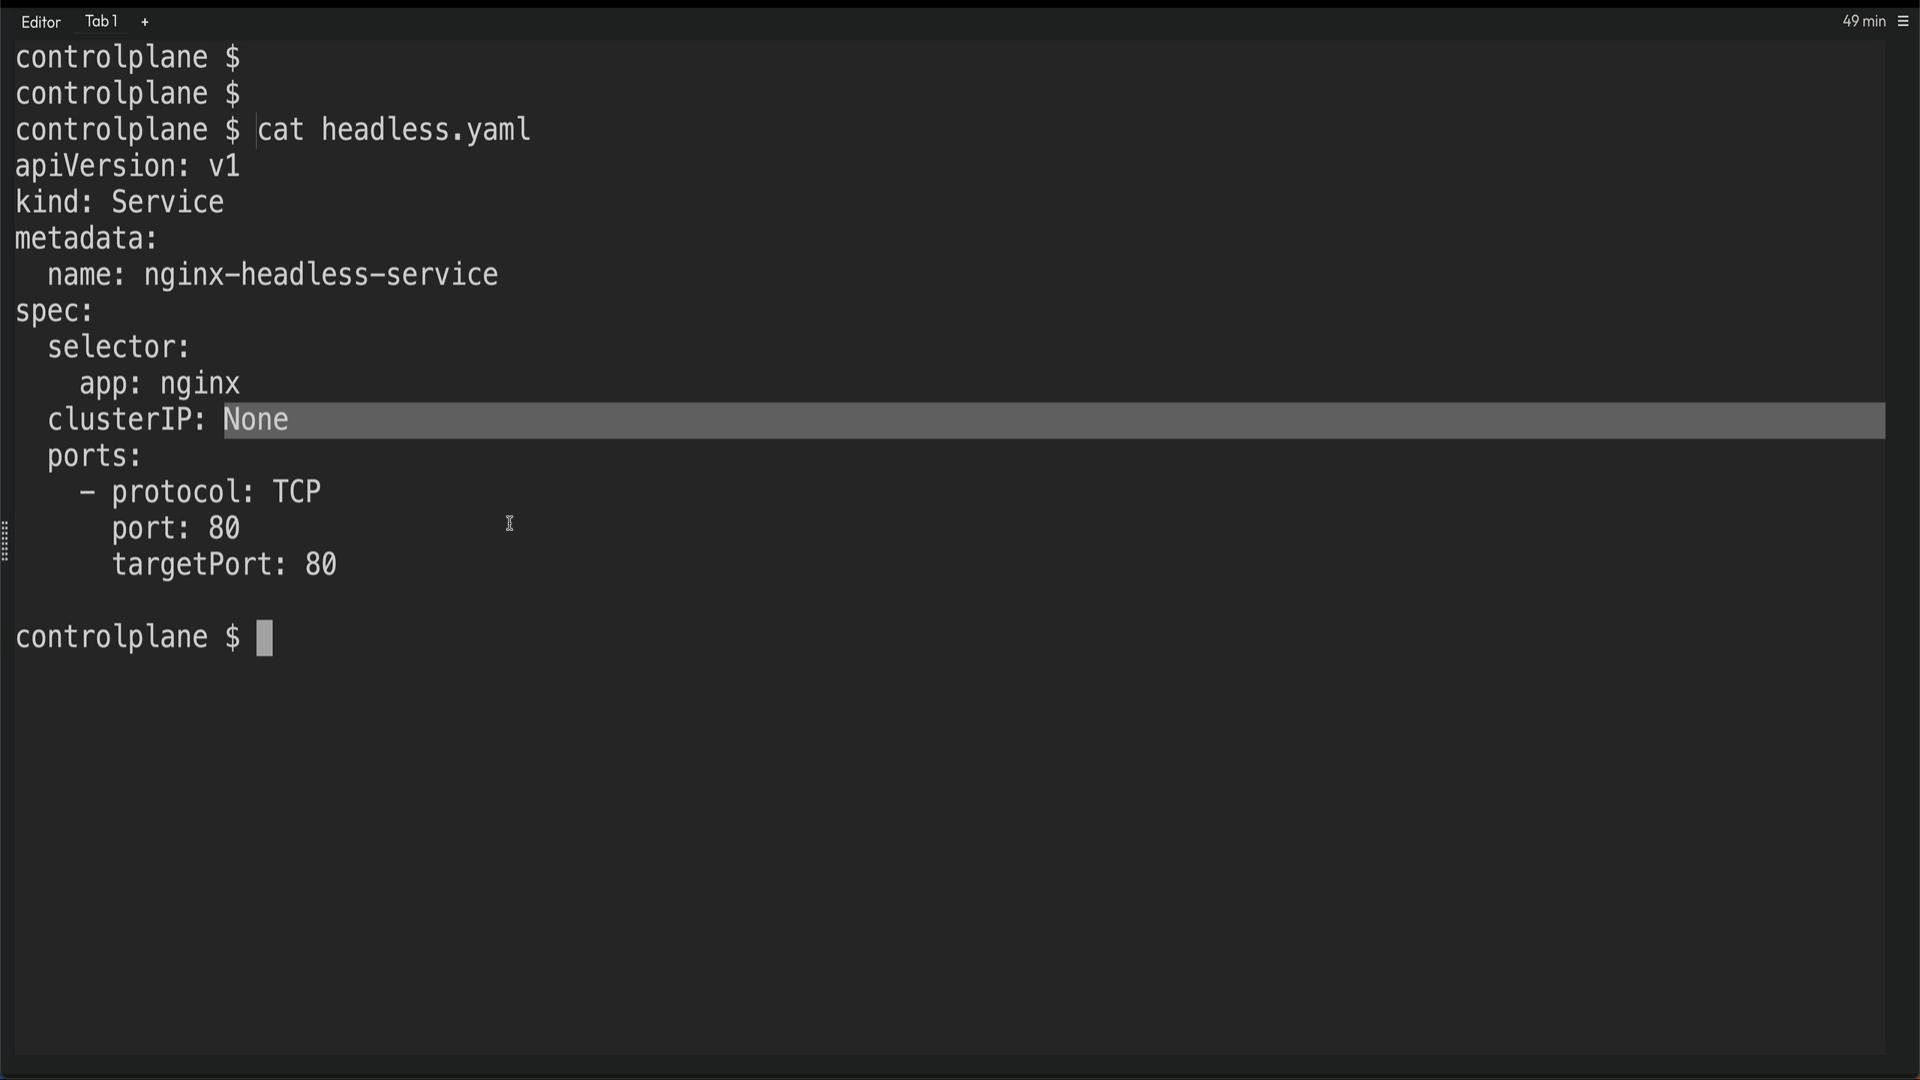 Editor Tab 1 + 49 min
controlplane $
controlplane $
controlplane $ cat headless.yaml
apiVersion: v1
kind: Service
metadata:
  name: nginx-headless-service
spec:
  selector:
    app: nginx
  clusterIP: None
  ports:
    - protocol: TCP
      port: 80
      targetPort: 80
controlplane $